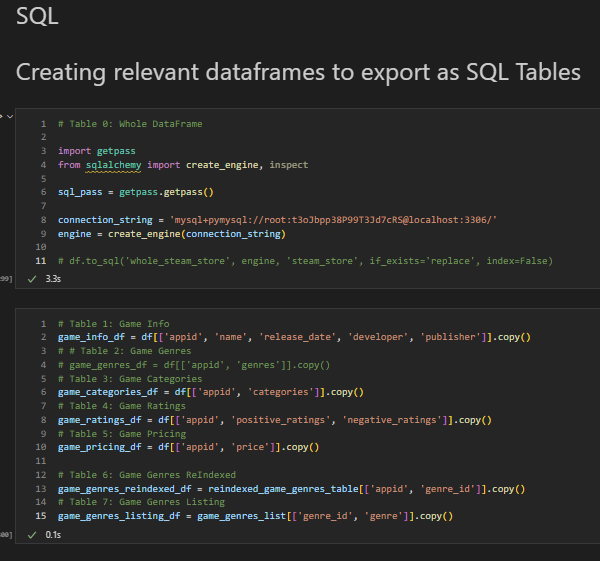 SQL
Creating relevant dataframes to export as SQL Tables
1 # Table 0: Whole DataFrame
2
3 import getpass
4 from sqlalchemy import create_engine, inspect
5
6 sql_pass = getpass.getpass()
7
8 connection_string = 'mysql+pymysql://root:t3oJbpp38P99T3Jd7cRS@localhost:3306/'
9 engine = create_engine(connection_string)
10
11 # df.to_sql('whole_steam_store', engine, 'steam_store', if_exists='replace', index=False)
99] ✓ 3.3s
1 # Table 1: Game Info
2 game_info_df = df[['appid', 'name', 'release_date', 'developer', 'publisher']].copy()
3 # # Table 2: Game Genres
4 # game_genres_df = df[['appid', 'genres']].copy()
5 # Table 3: Game Categories
6 game_categories_df = df[['appid', 'categories']].copy()
7 # Table 4: Game Ratings
8 game_ratings_df = df[['appid', 'positive_ratings', 'negative_ratings']].copy()
9 # Table 5: Game Pricing
10 game_pricing_df = df[['appid', 'price']].copy()
11
12 # Table 6: Game Genres ReIndexed
13 game_genres_reindexed_df = reindexed_game_genres_table[['appid', 'genre_id']].copy()
14 # Table 7: Game Genres Listing
15 game_genres_listing_df = game_genres_list[['genre_id', 'genre']].copy()
00] ✓ 0.1s